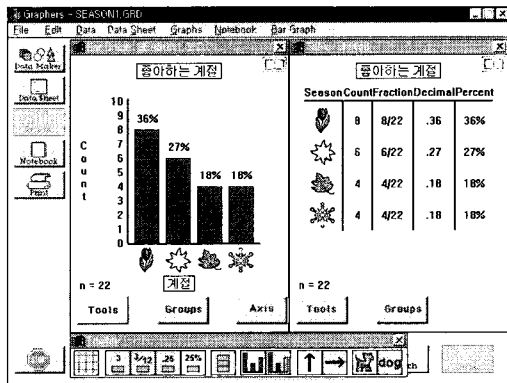 Graphers - SEASON1.GRD
File Edit Data Data Sheet Graphs Notebook Bar Graph
Data Maker
Data Sheet
Notebook
Print
좋아하는 계절
Count
10
9
8
7
6
5
4
3
2
1
0
36%
27%
18%
18%
계절
n = 22
Tools Groups Axis
좋아하는 계절
Season Count Fraction Decimal Percent
8 8/22 .36 36%
6 6/22 .27 27%
4 4/22 .18 18%
4 4/22 .18 18%
n = 22
Tools Groups
3 3/12 .25 25% dog